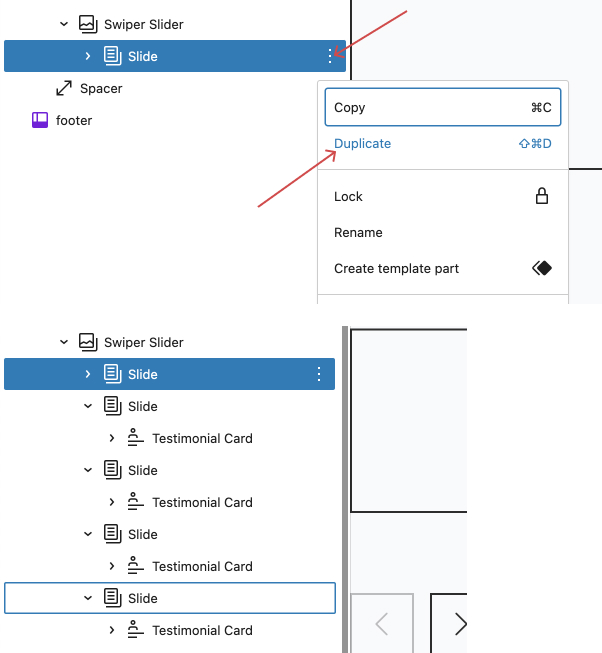 Swiper Slider
Slide
Spacer
footer
Copy ⌘C
Duplicate ⇧⌘D
Lock
Rename
Create template part
Swiper Slider
Slide
Slide
Testimonial Card
Slide
Testimonial Card
Slide
Testimonial Card
Slide
Testimonial Card